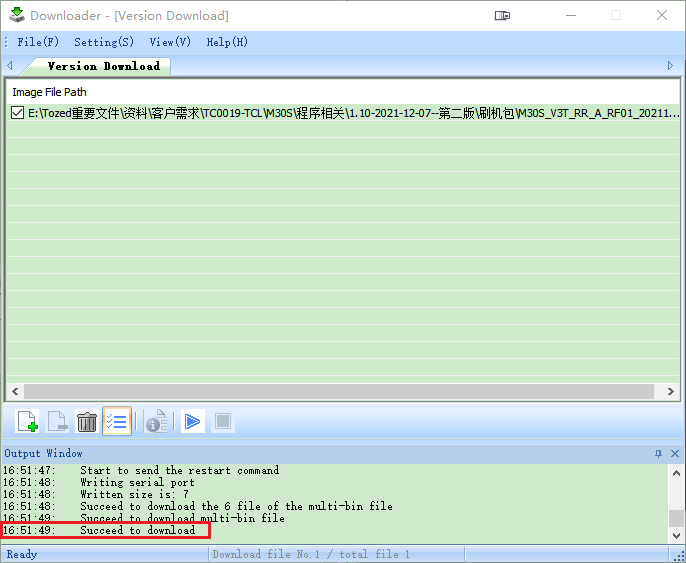 Downloader - [Version Download]
File(F) Setting(S) View(V) Help(H)
Version Download
Image File Path
E:\Tozed重要文件\资料\客户需求\TC0019-TCL\M30S\程序相关\1.10-2021-12-07--第二版\刷机包\M30S_V3T_RR_A_RF01_20211...
Output Window
16:51:47: Start to send the restart command
16:51:48: Writing serial port
16:51:48: Written size is: 7
16:51:48: Succeed to download the 6 file of the multi-bin file
16:51:49: Succeed to download multi-bin file
16:51:49: Succeed to download
Ready Download file No.1 / total file 1